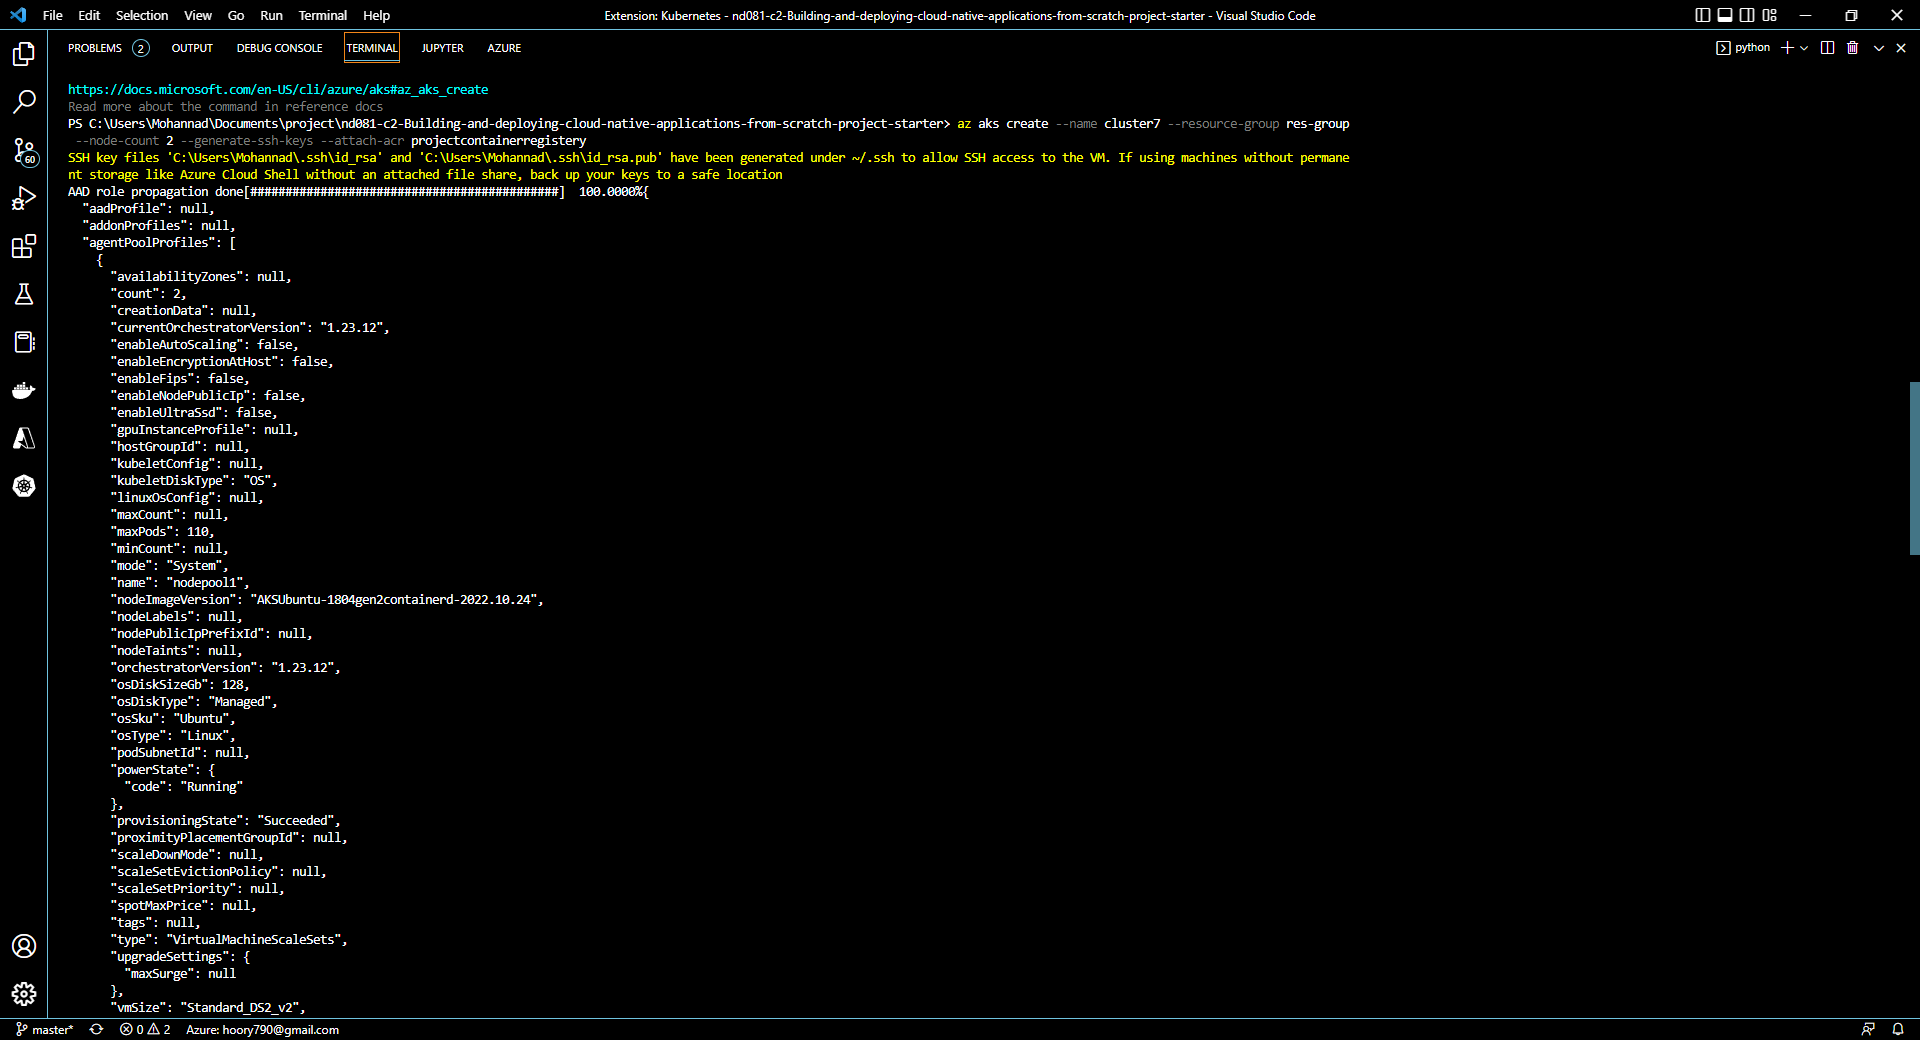 File Edit Selection View Go Run Terminal Help Extension: Kubernetes - nd081-c2-Building-and-deploying-cloud-native-applications-from-scratch-project-starter - Visual Studio Code
PROBLEMS 2 OUTPUT DEBUG CONSOLE TERMINAL JUPYTER AZURE python
https://docs.microsoft.com/en-US/cli/azure/aks#az_aks_create
Read more about the command in reference docs
PS C:\Users\Mohannad\Documents\project\nd081-c2-Building-and-deploying-cloud-native-applications-from-scratch-project-starter> az aks create --name cluster7 --resource-group res-group
--node-count 2 --generate-ssh-keys --attach-acr projectcontainerregistery
SSH key files 'C:\Users\Mohannad\.ssh\id_rsa' and 'C:\Users\Mohannad\.ssh\id_rsa.pub' have been generated under ~/.ssh to allow SSH access to the VM. If using machines without permane
nt storage like Azure Cloud Shell without an attached file share, back up your keys to a safe location
AAD role propagation done[############################################]  100.0000%{
"aadProfile": null,
"addonProfiles": null,
"agentPoolProfiles": [
{
"availabilityZones": null,
"count": 2,
"creationData": null,
"currentOrchestratorVersion": "1.23.12",
"enableAutoScaling": false,
"enableEncryptionAtHost": false,
"enableFips": false,
"enableNodePublicIp": false,
"enableUltraSsd": false,
"gpuInstanceProfile": null,
"hostGroupId": null,
"kubeletConfig": null,
"kubeletDiskType": "OS",
"linuxOsConfig": null,
"maxCount": null,
"maxPods": 110,
"minCount": null,
"mode": "System",
"name": "nodepool1",
"nodeImageVersion": "AKSUbuntu-1804gen2containerd-2022.10.24",
"nodeLabels": null,
"nodePublicIpPrefixId": null,
"nodeTaints": null,
"orchestratorVersion": "1.23.12",
"osDiskSizeGb": 128,
"osDiskType": "Managed",
"osSku": "Ubuntu",
"osType": "Linux",
"podSubnetId": null,
"powerState": {
"code": "Running"
},
"provisioningState": "Succeeded",
"proximityPlacementGroupId": null,
"scaleDownMode": null,
"scaleSetEvictionPolicy": null,
"scaleSetPriority": null,
"spotMaxPrice": null,
"tags": null,
"type": "VirtualMachineScaleSets",
"upgradeSettings": {
"maxSurge": null
},
"vmSize": "Standard_DS2_v2",
60
master* 0 2 Azure: hoory790@gmail.com